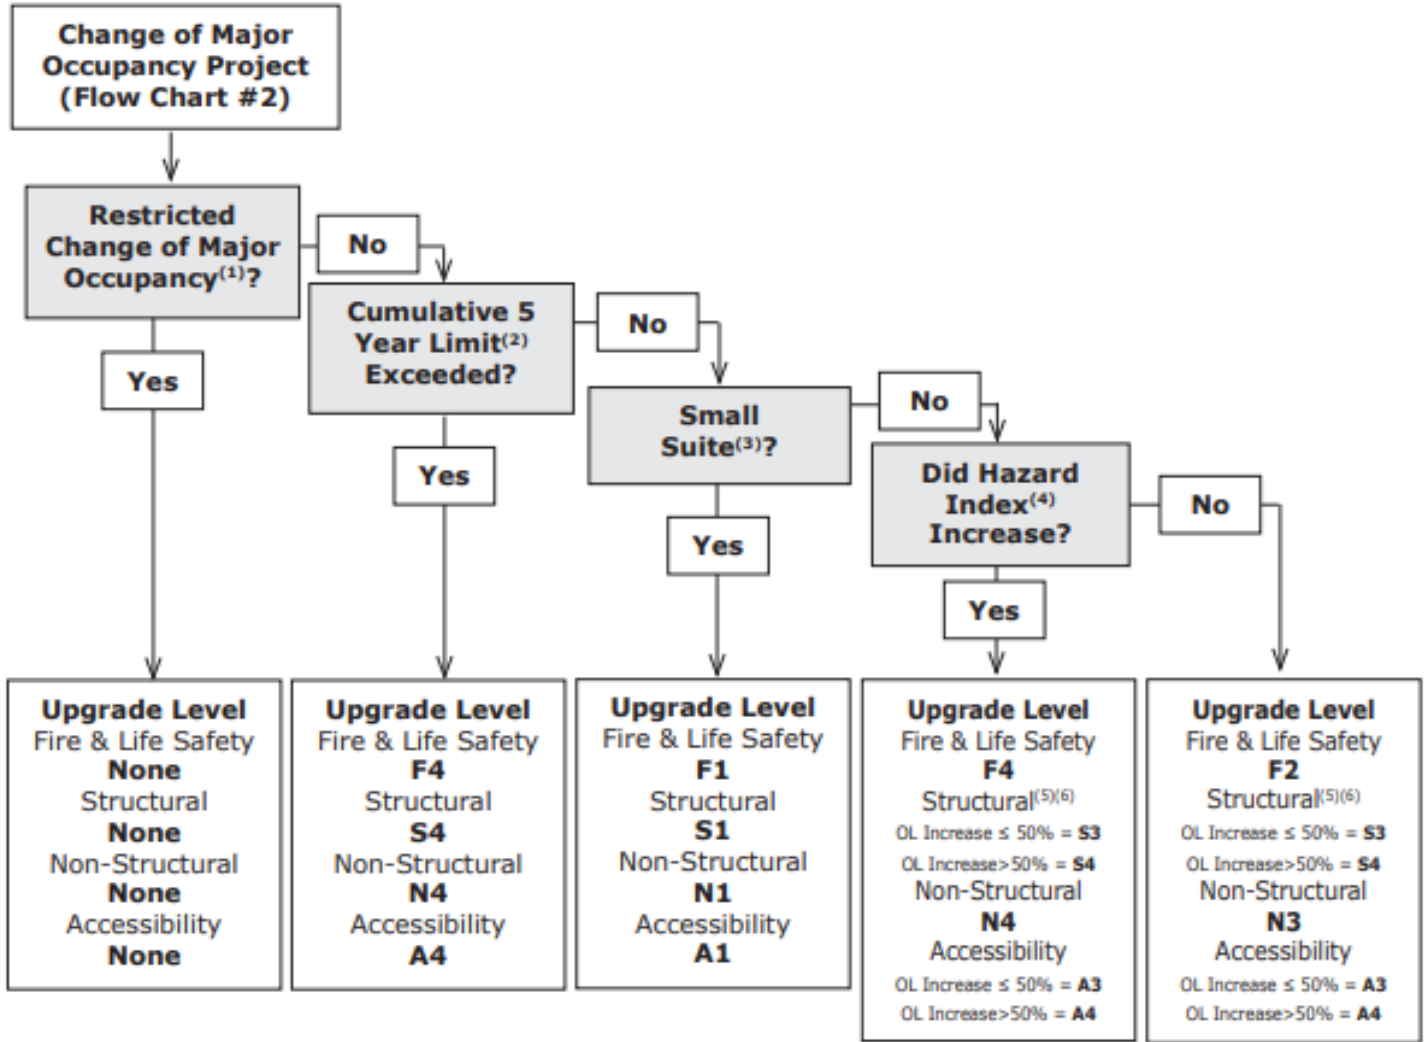 Change of Major
Occupancy Project
(Flow Chart #2)
Restricted
Change of Major
Occupancy(1)?
No
Yes
Cumulative 5
Year Limit(2)
Exceeded?
No
Yes
Small
Suite(3)?
No
Yes
Did Hazard
Index(4)
Increase?
No
Yes
Upgrade Level
Fire & Life Safety
None
Structural
None
Non-Structural
None
Accessibility
None
Upgrade Level
Fire & Life Safety
F4
Structural
S4
Non-Structural
N4
Accessibility
A4
Upgrade Level
Fire & Life Safety
F1
Structural
S1
Non-Structural
N1
Accessibility
A1
Upgrade Level
Fire & Life Safety
F4
Structural(5)(6)
OL Increase ≤ 50% = S3
OL Increase>50% = S4
Non-Structural
N4
Accessibility
OL Increase ≤ 50% = A3
OL Increase>50% = A4
Upgrade Level
Fire & Life Safety
F2
Structural(5)(6)
OL Increase ≤ 50% = S3
OL Increase>50% = S4
Non-Structural
N3
Accessibility
OL Increase ≤ 50% = A3
OL Increase>50% = A4